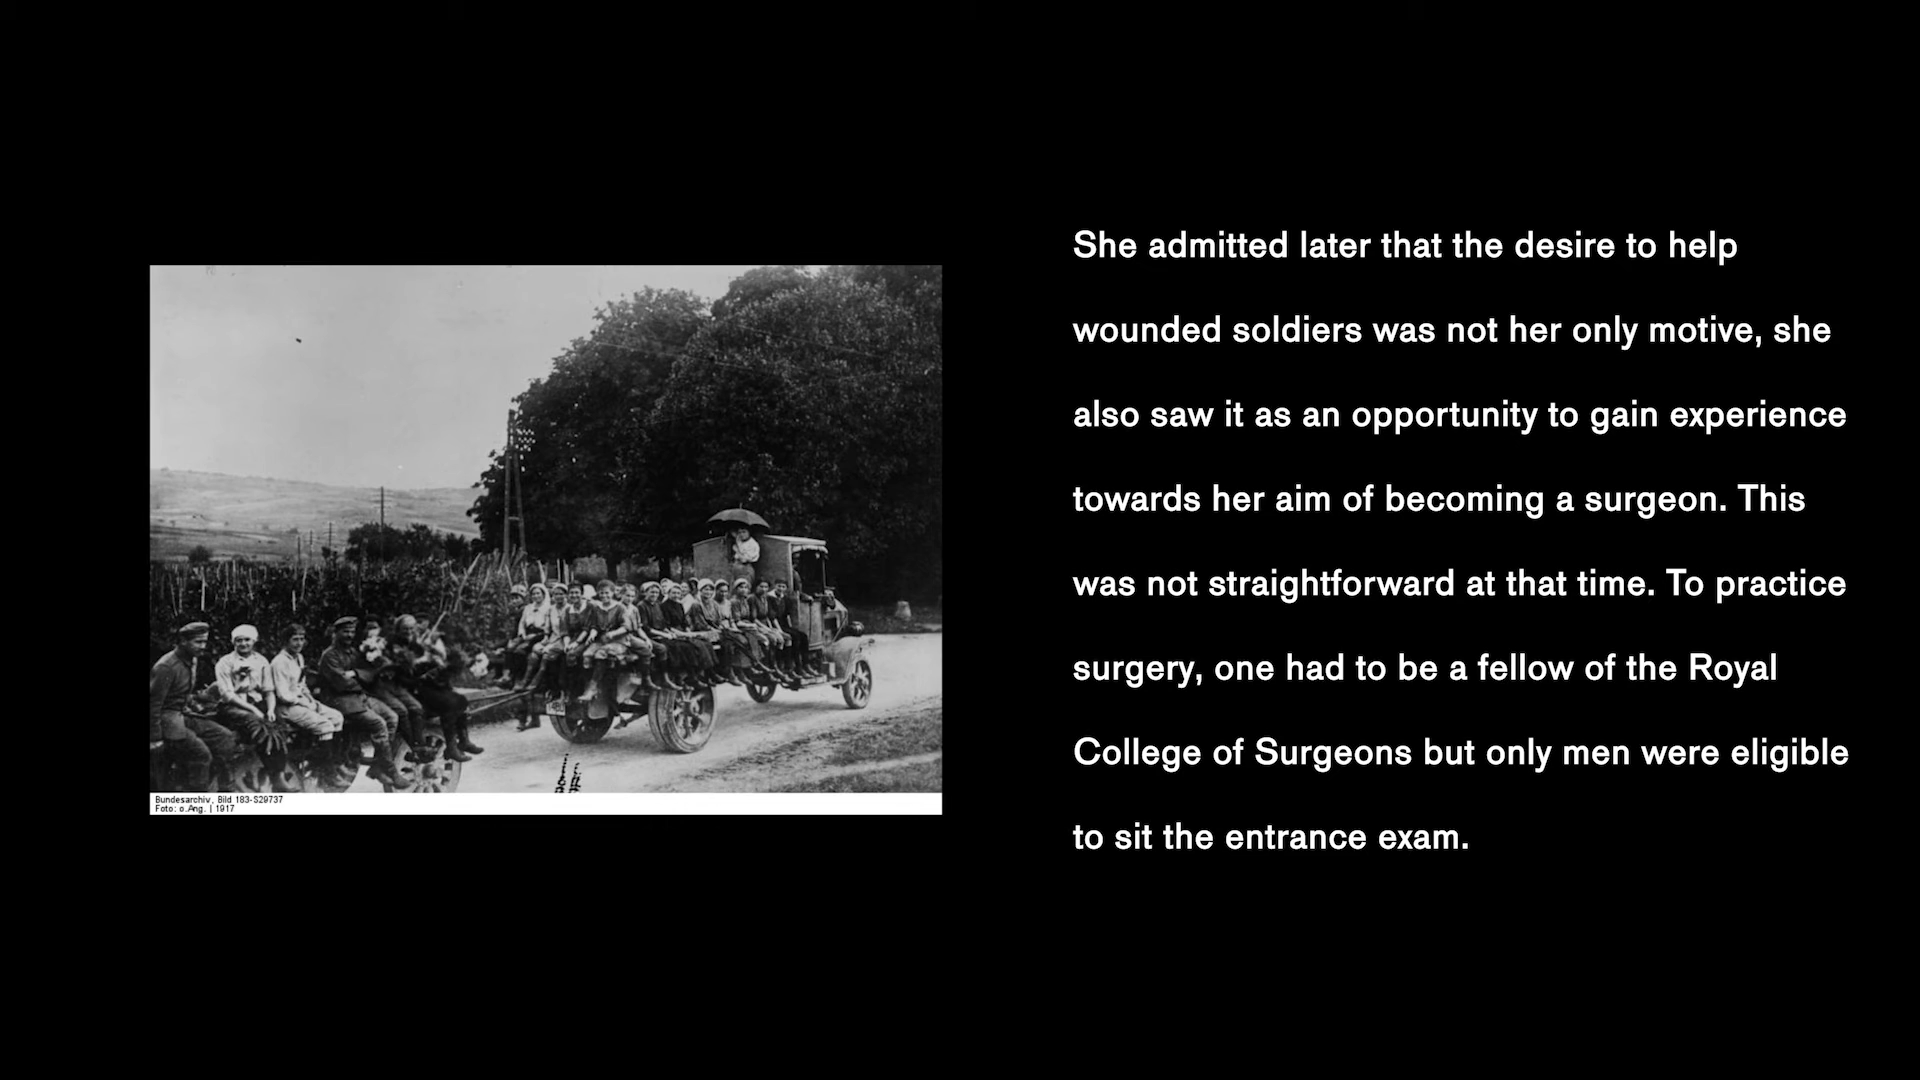 She admitted later that the desire to help
wounded soldiers was not her only motive, she
also saw it as an opportunity to gain experience
towards her aim of becoming a surgeon. This
was not straightforward at that time. To practice
surgery, one had to be a fellow of the Royal
College of Surgeons but only men were eligible
to sit the entrance exam.
Bundesarchiv, Bild 183-S29737
Foto: o.Ang. | 1917